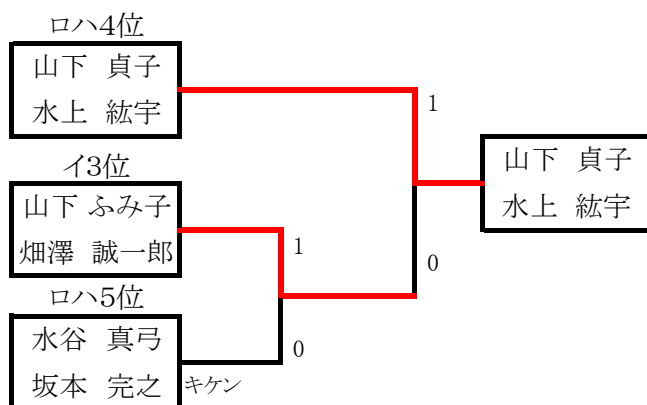 ロハ4位
山下 貞子
水上 紘宇
1
山下 貞子
水上 紘宇
イ3位
山下 ふみ子
畑澤 誠一郎
1
0
ロハ5位
水谷 真弓
坂本 完之
キケン
0